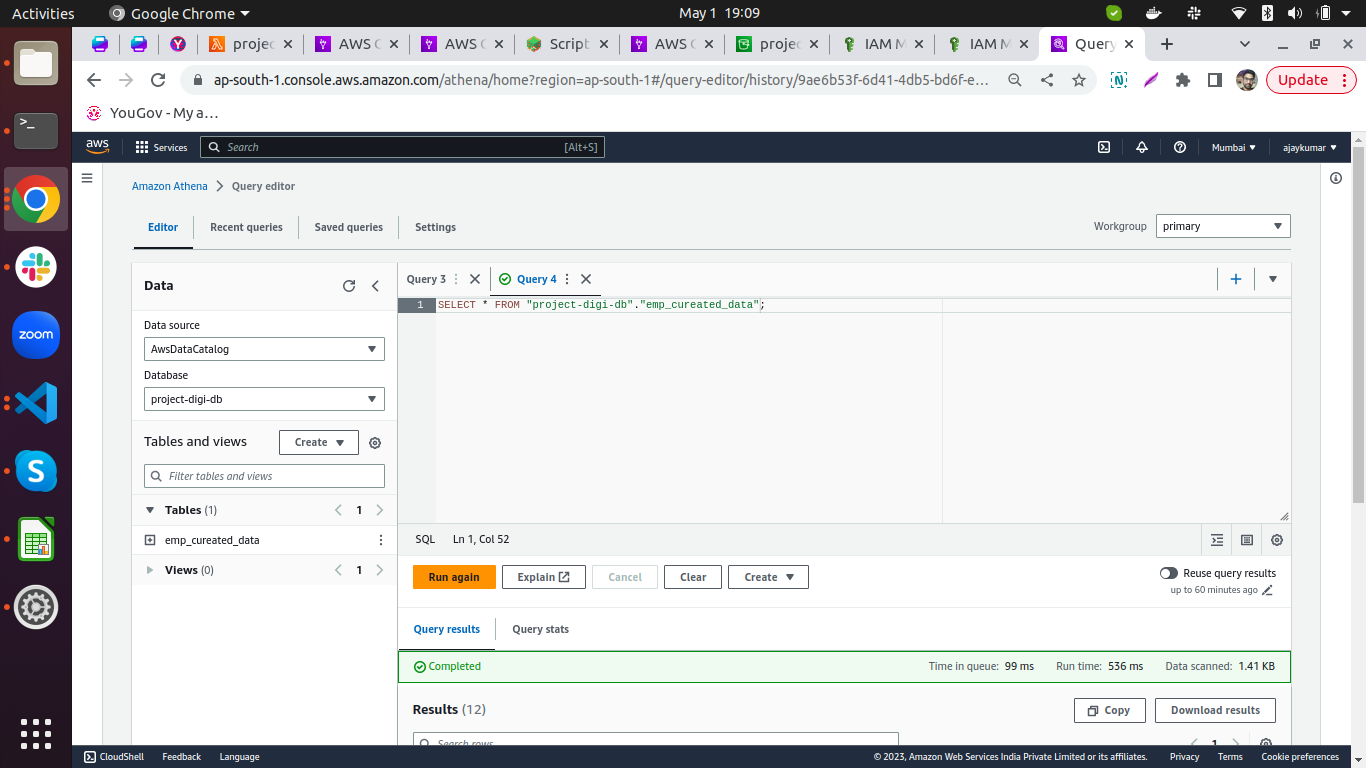 Activities
Google Chrome
May 1 19:09
projec
AWS G
AWS G
Script
AWS G
projec
IAM M
IAM M
Query
ap-south-1.console.aws.amazon.com/athena/home?region=ap-south-1#/query-editor/history/9ae6b53f-6d41-4db5-bd6f-e…
Update
YouGov - My a…
aws
Services
Search
[Alt+S]
Mumbai
ajaykumar
Amazon Athena
Query editor
Editor
Recent queries
Saved queries
Settings
Workgroup
primary
Data
Query 3
Query 4
1
SELECT * FROM "project-digi-db"."emp_cureated_data";
Data source
AwsDataCatalog
Database
project-digi-db
Tables and views
Create
Filter tables and views
Tables (1)
1
emp_cureated_data
Views (0)
1
SQL
Ln 1, Col 52
Run again
Explain
Cancel
Clear
Create
Reuse query results
up to 60 minutes ago
Query results
Query stats
Completed
Time in queue: 99 ms
Run time: 536 ms
Data scanned: 1.41 KB
Results (12)
Copy
Download results
Search rows
1
zoom
CloudShell
Feedback
Language
© 2023, Amazon Web Services India Private Limited or its affiliates.
Privacy
Terms
Cookie preferences